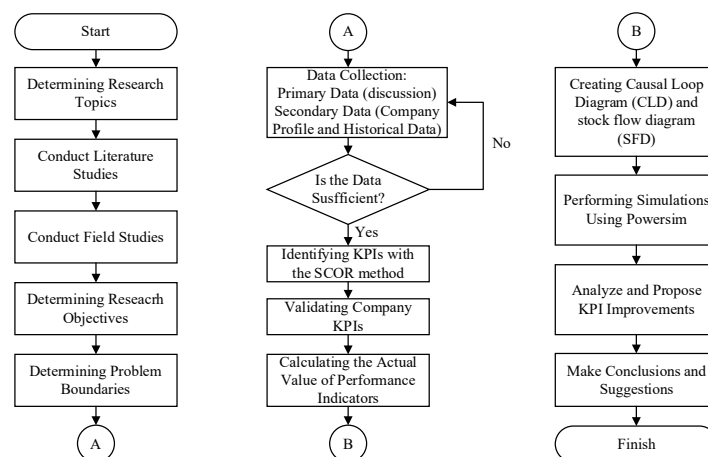 Start
Determining Research
Topics
Conduct Literature
Studies
Conduct Field Studies
Determining Reseacrh
Objectives
Determining Problem
Boundaries
A
A
Data Collection:
Primary Data (discussion)
Secondary Data (Company
Profile and Historical Data)
No
Is the Data
Susfficient?
Yes
Identifying KPIs with
the SCOR method
Validating Company
KPIs
Calculating the Actual
Value of Performance
Indicators
B
B
Creating Causal Loop
Diagram (CLD) and
stock flow diagram
(SFD)
Performing Simulations
Using Powersim
Analyze and Propose
KPI Improvements
Make Conclusions and
Suggestions
Finish